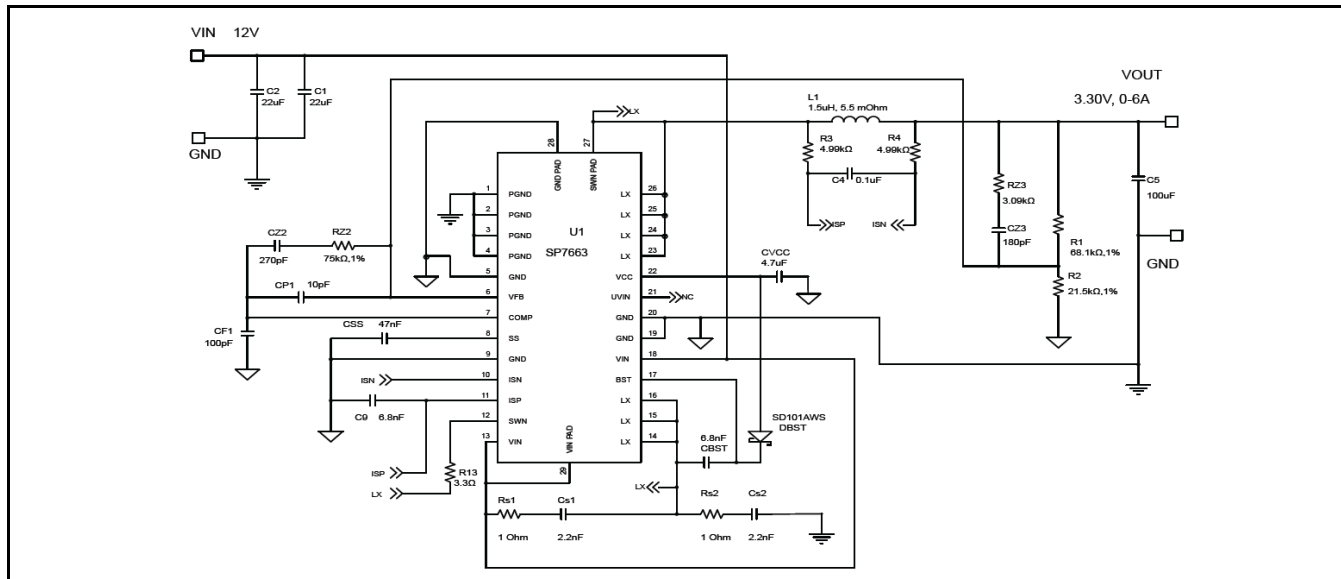 VIN 12V
C2
22uF
C1
22uF
GND
VOUT
3.30V, 0-6A
L1
1.5uH, 5.5 mOhm
LX
R3
4.99kΩ
R4
4.99kΩ
C4 0.1uF
ISP
ISN
RZ3
3.09kΩ
CZ3
180pF
R1
68.1kΩ,1%
R2
21.5kΩ,1%
C5
100uF
GND
28
27
GND PAD
SWN PAD
U1
SP7663
1 PGND
2 PGND
3 PGND
4 PGND
5 GND
6 VFB
7 COMP
8 SS
9 GND
10 ISN
11 ISP
12 SWN
13 VIN
LX 26
LX 25
LX 24
LX 23
VCC 22
UVIN 21
GND 20
GND 19
VIN 18
BST 17
LX 16
LX 15
LX 14
VIN PAD
29
NC
CVCC
4.7uF
CZ2
270pF
RZ2
75kΩ,1%
CP1 10pF
CF1
100pF
CSS 47nF
ISN
C9 6.8nF
ISP
LX
R13
3.3Ω
SD101AWS
DBST
6.8nF
CBST
LX
Rs1
1 Ohm
Cs1
2.2nF
Rs2
1 Ohm
Cs2
2.2nF